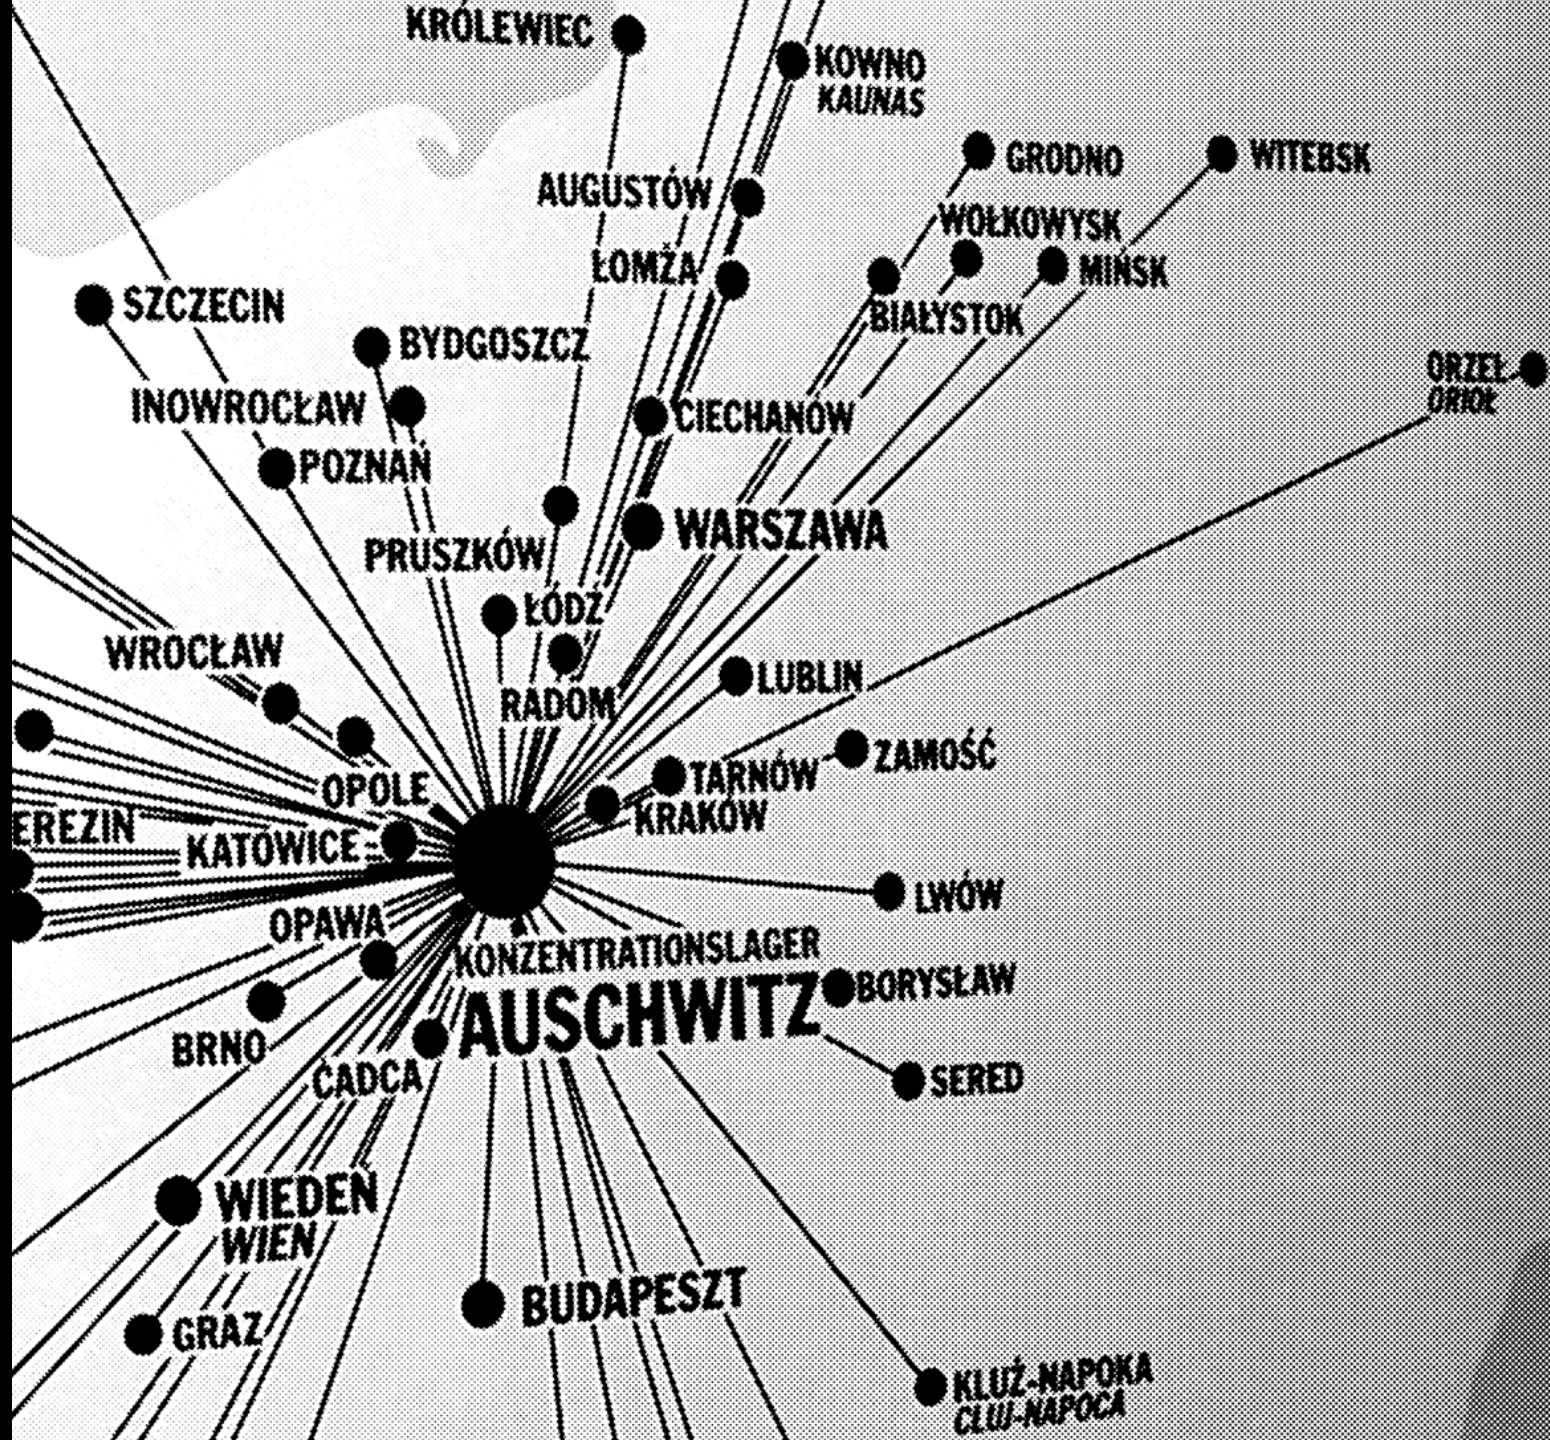 KRÓLEWIEC
KOWNO
KAUNAS
GRODNO
WITEBSK
AUGUSTÓW
WOŁKOWYSK
ŁOMŻA
MIŃSK
SZCZECIN
BIAŁYSTOK
BYDGOSZCZ
ORZEŁ
ORIOŁ
INOWROCŁAW
CIECHANÓW
POZNAŃ
WARSZAWA
PRUSZKÓW
ŁÓDŹ
WROCŁAW
LUBLIN
RADOM
ZAMOŚĆ
TARNÓW
OPOLE
KRAKÓW
EREZIN
KATOWICE
LWÓW
OPAWA
KONZENTRATIONSLAGER
AUSCHWITZ
BORYSŁAW
BRNO
ČADCA
SERED
WIEDEŃ
WIEN
BUDAPESZT
GRAZ
KLUŻ-NAPOKA
CLUJ-NAPOCA